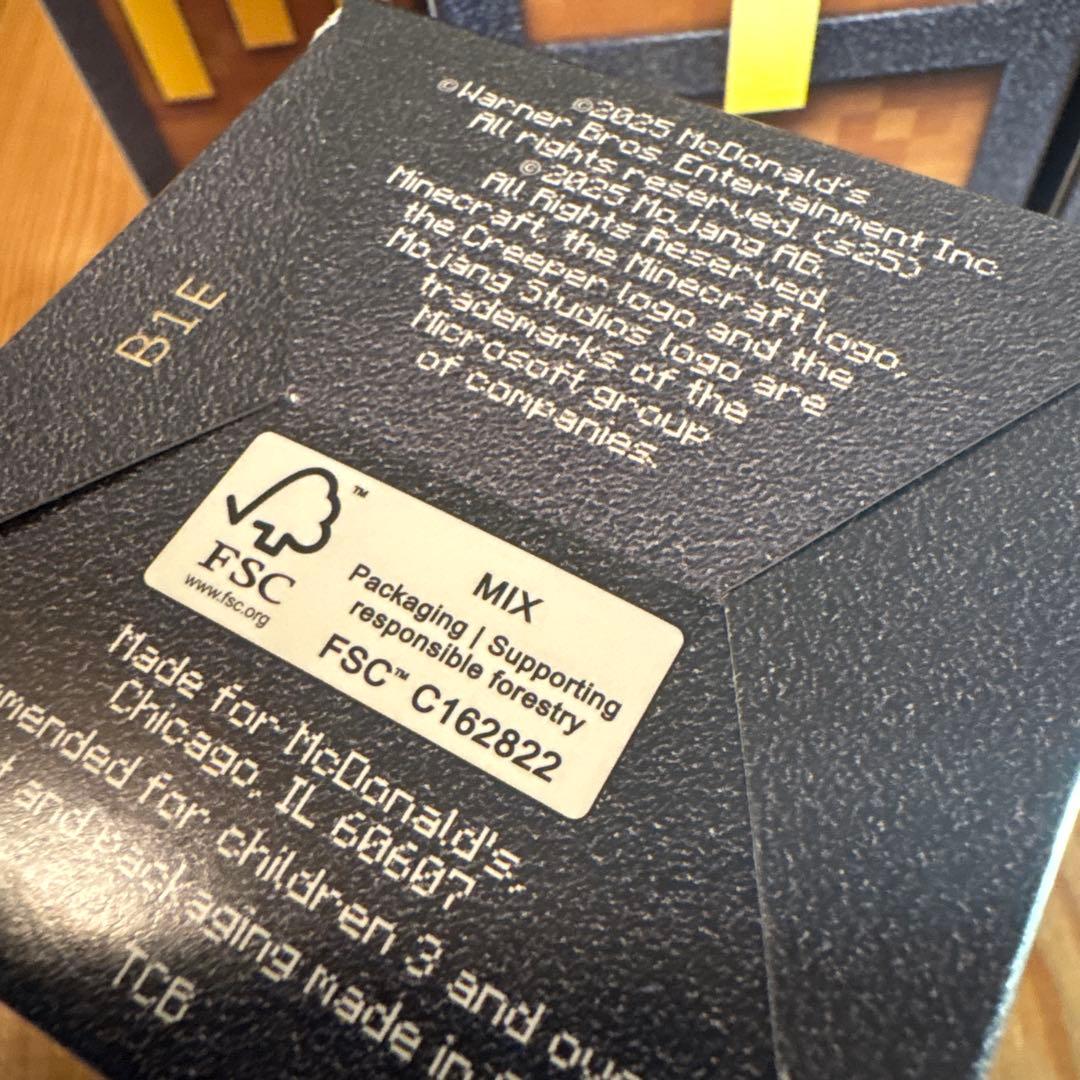 ©2025 McDonald's
©Warner Bros. Entertainment Inc.
All rights reserved. (s25)
©2025 Mojang AB.
All Rights Reserved.
Minecraft, the Minecraft logo,
the Creeper logo and the
Mojang Studios logo are
trademarks of the
Microsoft group
of companies.
B1E
™
FSC
www.fsc.org
MIX
Packaging | Supporting
responsible forestry
FSC™ C162822
Made for McDonald's,
Chicago, IL 60607
mended for children 3 and ove
and packaging made in
TCB